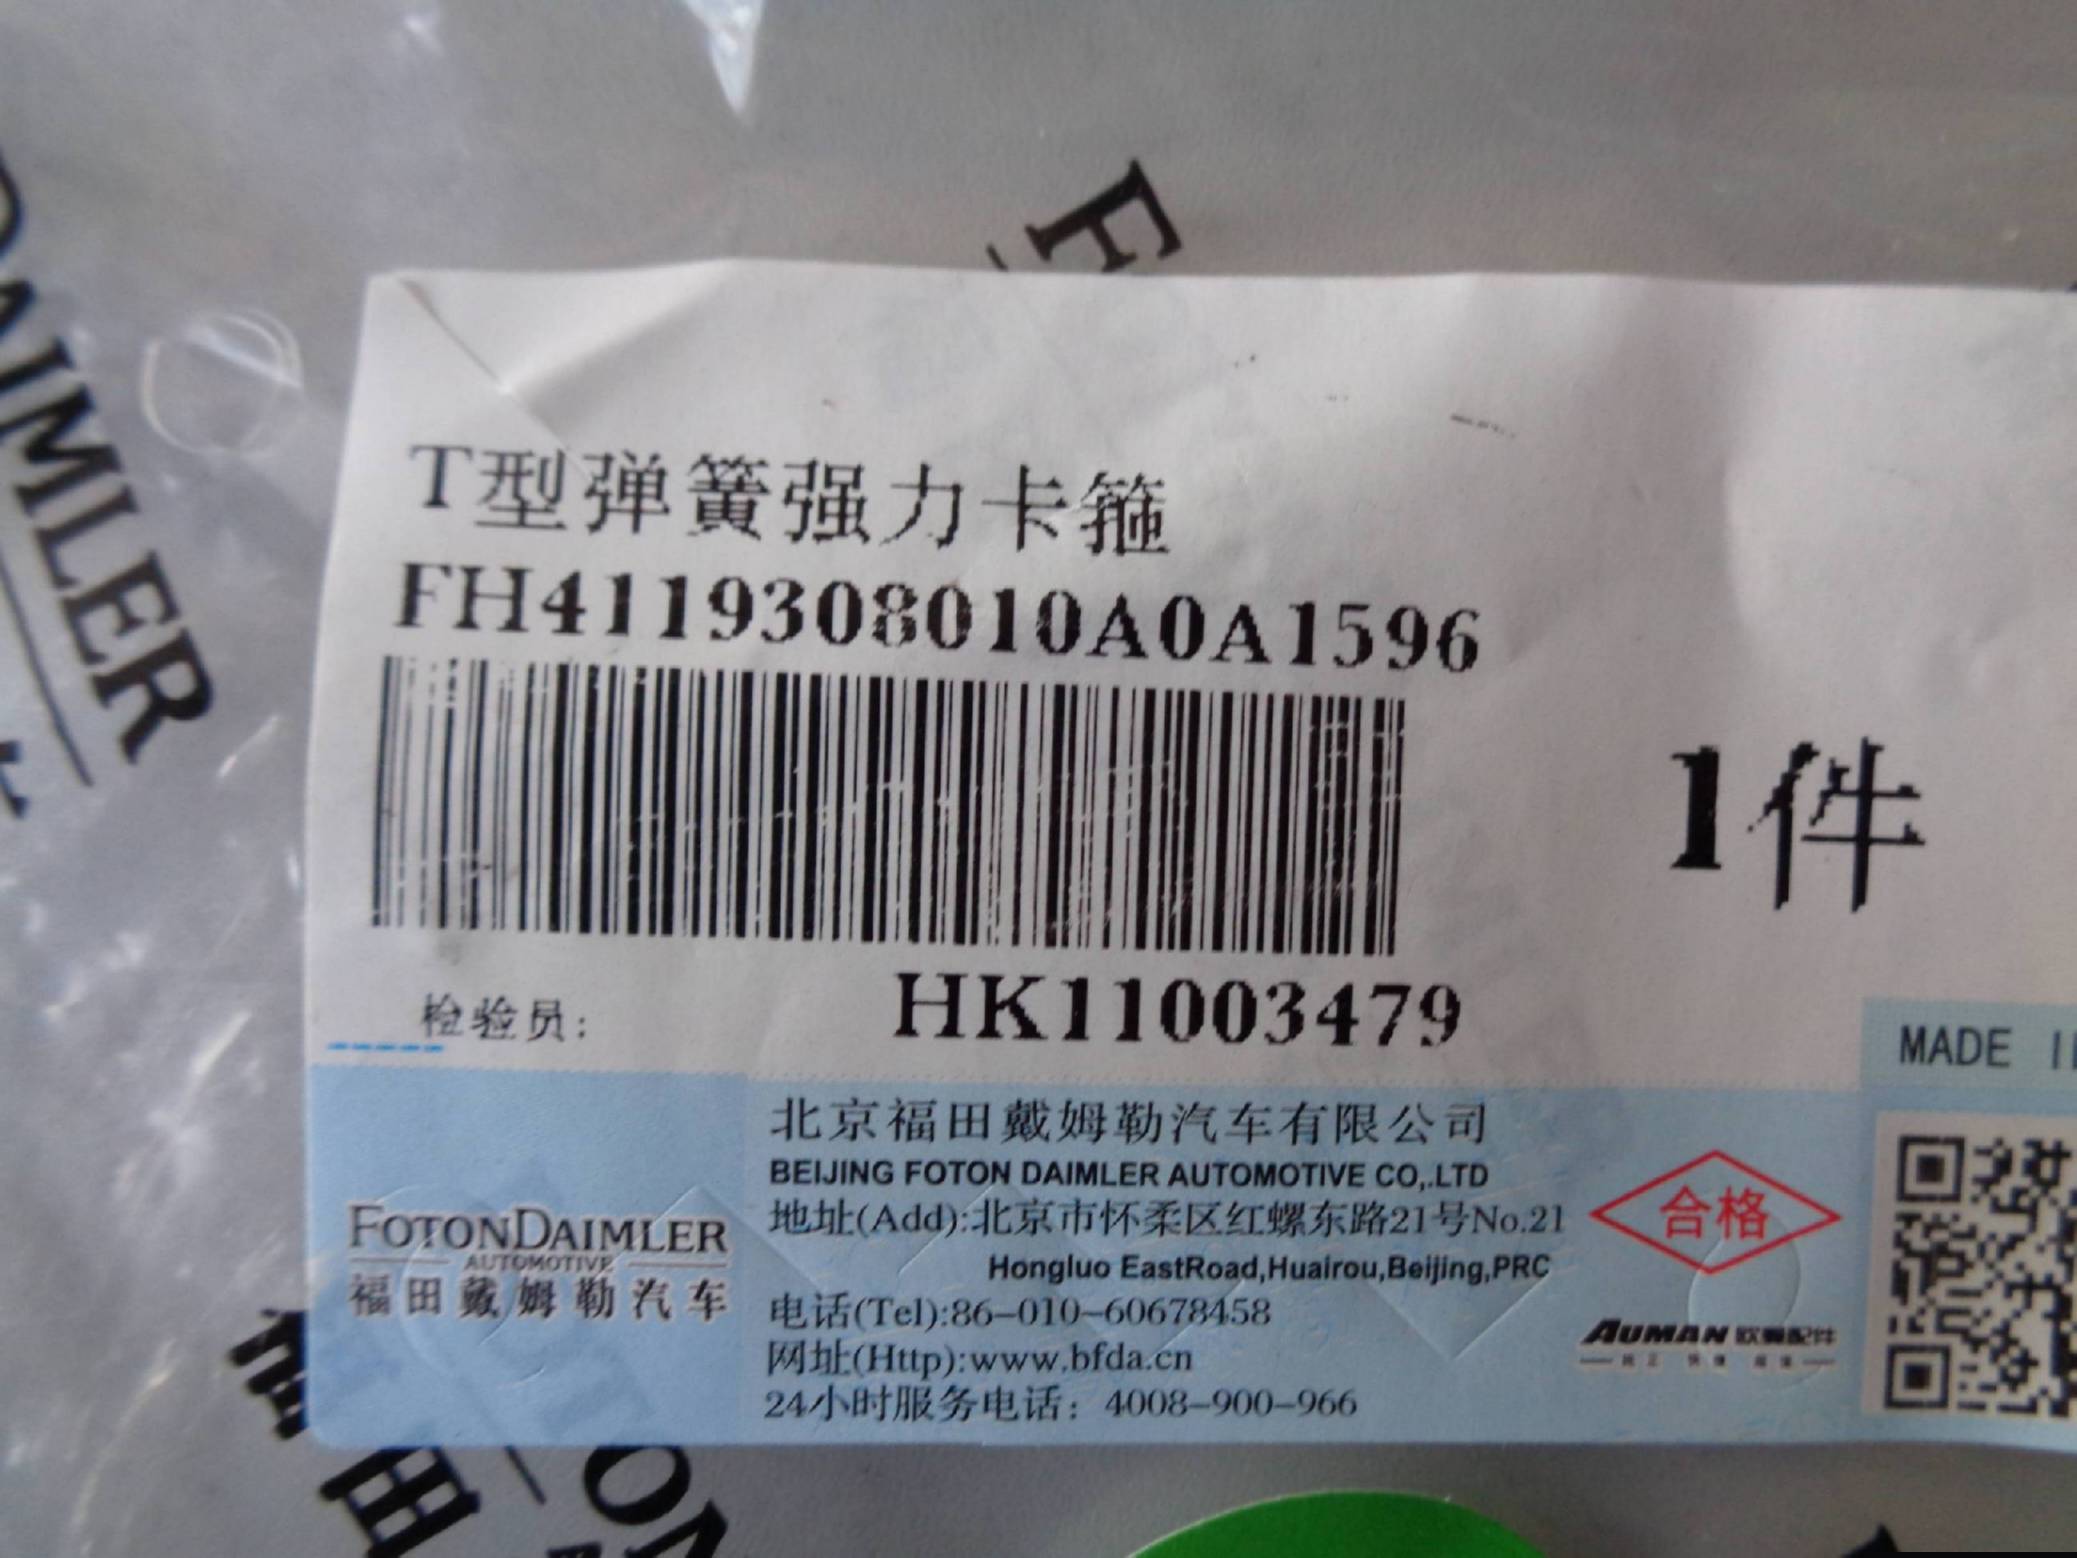 F
DAIMLER
T型弹簧强力卡箍
FH4119308010A0A1596
1件
HK11003479
检验员:
MADE
北京福田戴姆勒汽车有限公司
BEIJING FOTON DAIMLER AUTOMOTIVE CO,.LTD
地址(Add):北京市怀柔区红螺东路21号No.21
Hongluo EastRoad,Huairou,Beijing,PRC
电话(Tel):86-010-60678458
网址(Http):www.bfda.cn
24小时服务电话: 4008-900-966
FOTONDAIMLER
AUTOMOTIVE
福田戴姆勒汽车
合格
AUMAN 欧曼配件
田